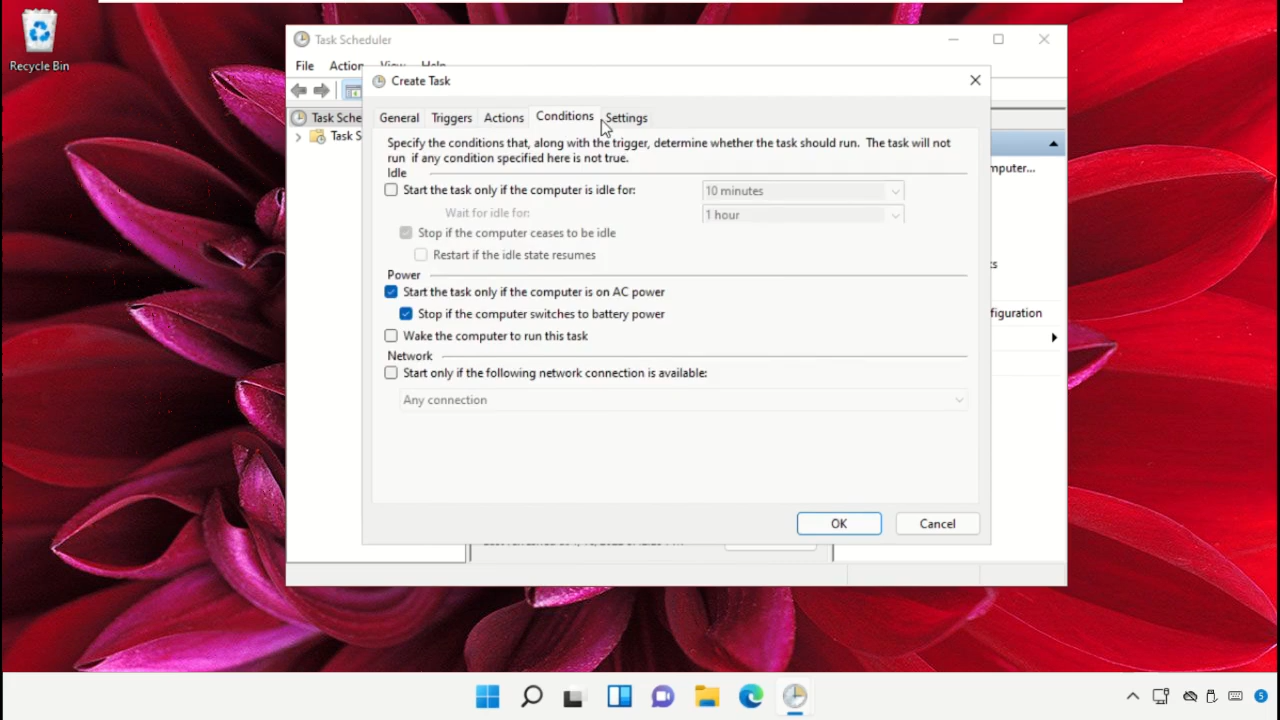 Recycle Bin
Task Scheduler
File Action View Help
Create Task
Task Sche
Task S
General Triggers Actions Conditions Settings
Specify the conditions that, along with the trigger, determine whether the task should run. The task will not
run if any condition specified here is not true.
Idle
Start the task only if the computer is idle for:
10 minutes
Wait for idle for:
1 hour
Stop if the computer ceases to be idle
Restart if the idle state resumes
Power
Start the task only if the computer is on AC power
Stop if the computer switches to battery power
Wake the computer to run this task
Network
Start only if the following network connection is available:
Any connection
OK
Cancel
mputer...
figuration
5